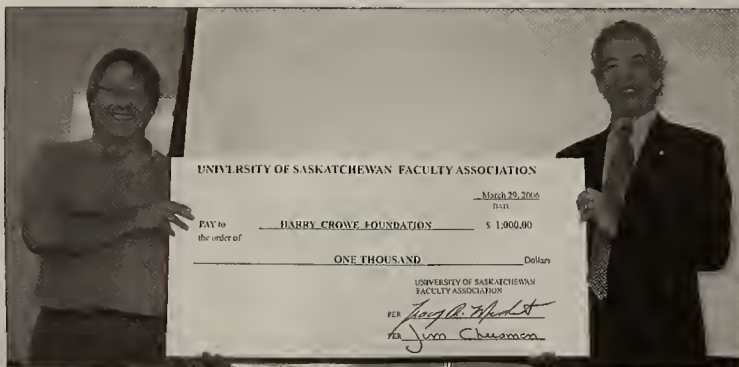 UNIVERSITY OF SASKATCHEWAN FACULTY ASSOCIATION
March 29, 2006
DATE
PAY to HARRY CROWE FOUNDATION $ 1,000.00
the order of
ONE THOUSAND Dollars
UNIVERSITY OF SASKATCHEWAN
FACULTY ASSOCIATION
PER
PER Jim Cheesman